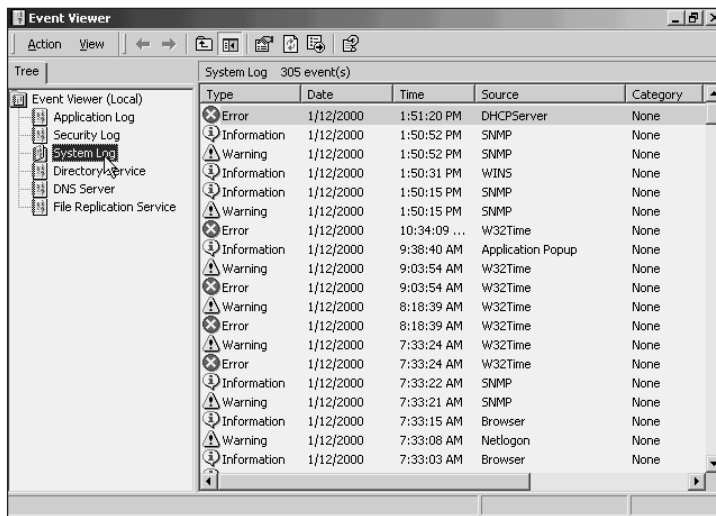 Event Viewer
Action View
Tree
System Log 305 event(s)
Event Viewer (Local)
Application Log
Security Log
System Log
Directory Service
DNS Server
File Replication Service
Type Date Time Source Category
Error 1/12/2000 1:51:20 PM DHCPServer None
Information 1/12/2000 1:50:52 PM SNMP None
Warning 1/12/2000 1:50:52 PM SNMP None
Information 1/12/2000 1:50:31 PM WINS None
Information 1/12/2000 1:50:15 PM SNMP None
Warning 1/12/2000 1:50:15 PM SNMP None
Error 1/12/2000 10:34:09 ... W32Time None
Information 1/12/2000 9:38:40 AM Application Popup None
Warning 1/12/2000 9:03:54 AM W32Time None
Error 1/12/2000 9:03:54 AM W32Time None
Warning 1/12/2000 8:18:39 AM W32Time None
Error 1/12/2000 8:18:39 AM W32Time None
Warning 1/12/2000 7:33:24 AM W32Time None
Error 1/12/2000 7:33:24 AM W32Time None
Information 1/12/2000 7:33:22 AM SNMP None
Warning 1/12/2000 7:33:21 AM SNMP None
Information 1/12/2000 7:33:15 AM Browser None
Warning 1/12/2000 7:33:08 AM Netlogon None
Information 1/12/2000 7:33:03 AM Browser None